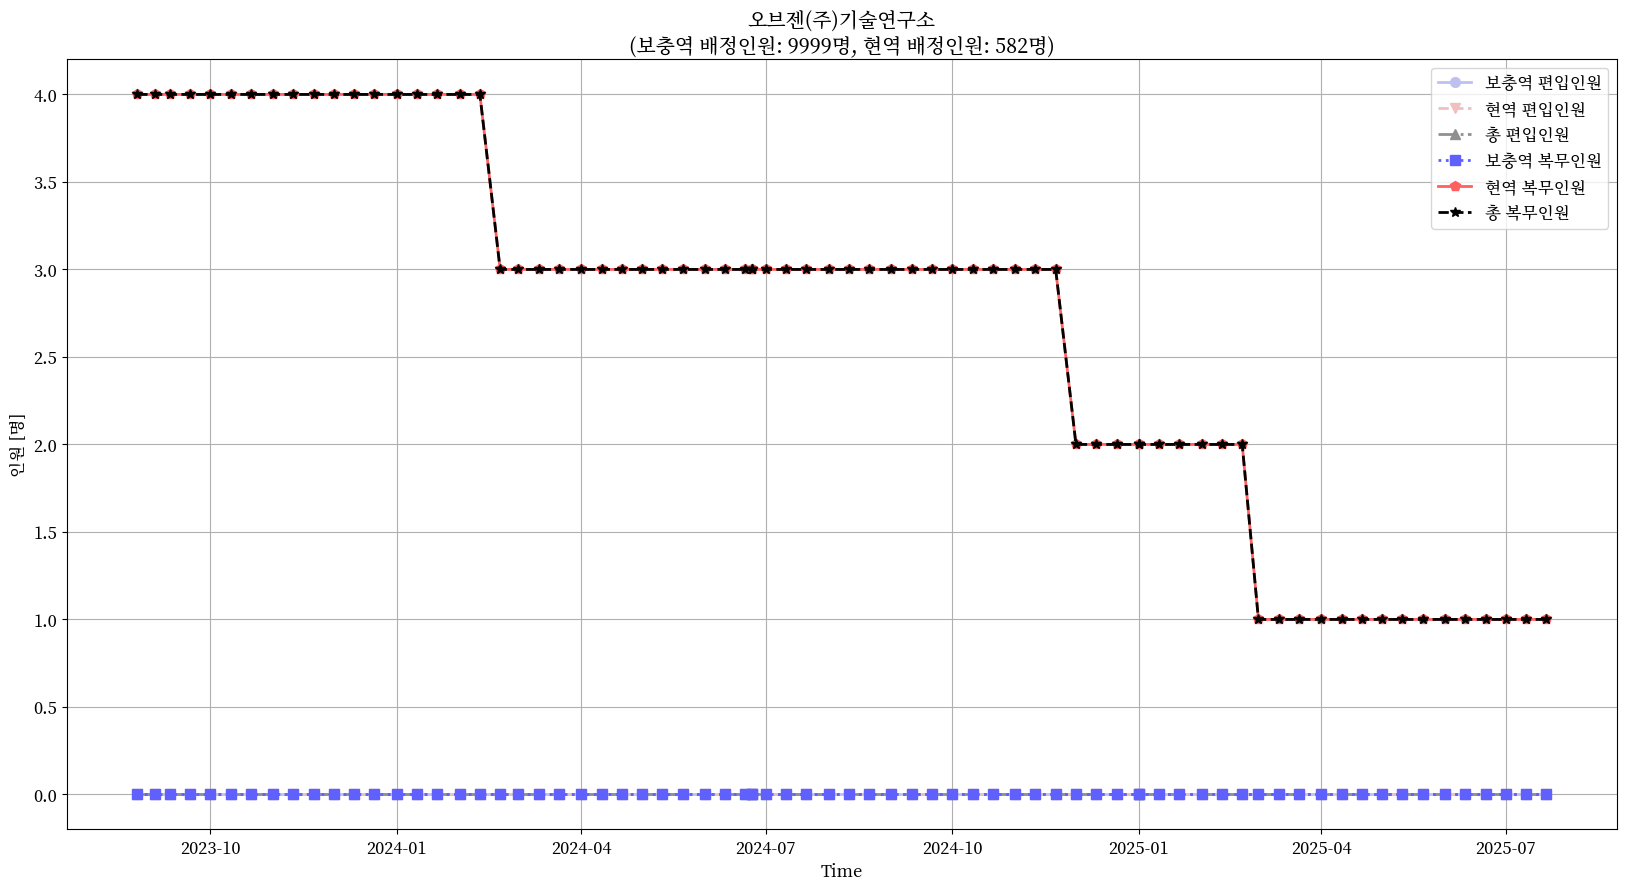 오브젠(주)기술연구소
(보충역 배정인원: 9999명, 현역 배정인원: 582명)
보충역 편입인원
현역 편입인원
총 편입인원
보충역 복무인원
현역 복무인원
총 복무인원
인원 [명]
4.0
3.5
3.0
2.5
2.0
1.5
1.0
0.5
0.0
2023-10
2024-01
2024-04
2024-07
2024-10
2025-01
2025-04
2025-07
Time